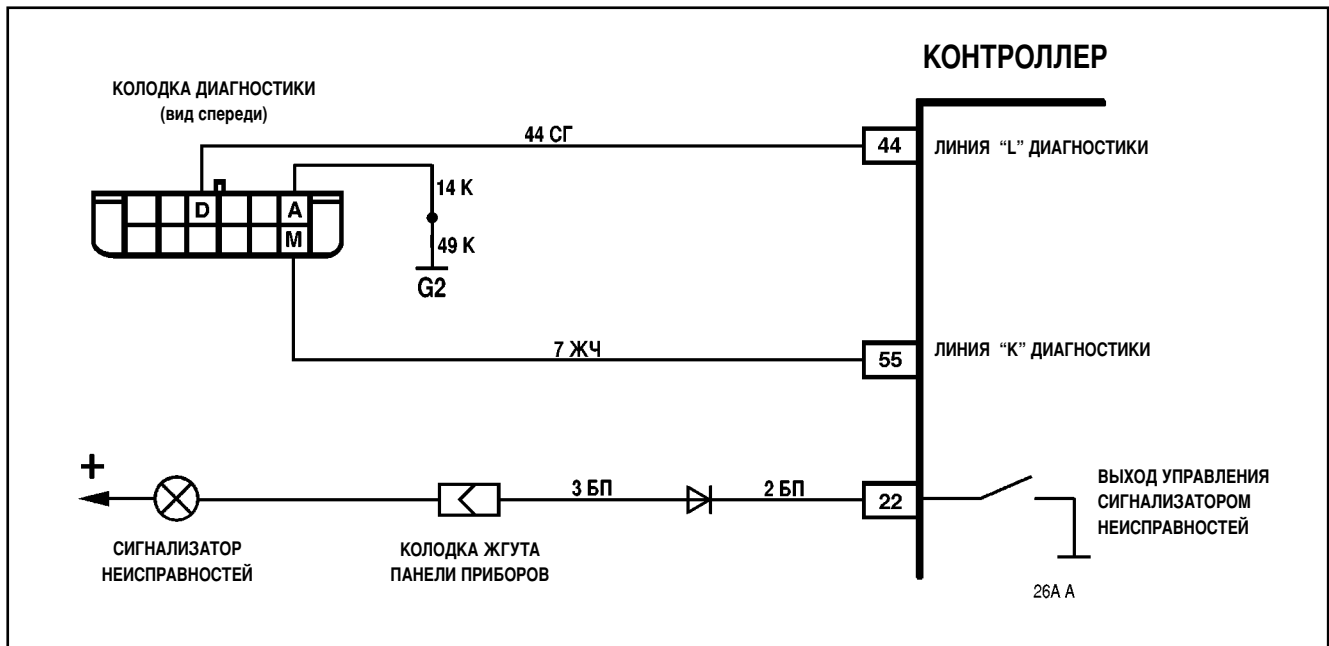 КОНТРОЛЛЕР
КОЛОДКА ДИАГНОСТИКИ
(вид спереди)
44 СГ
44
ЛИНИЯ “L” ДИАГНОСТИКИ
14 К
D
A
M
49 К
G2
7 ЖЧ
55
ЛИНИЯ “К” ДИАГНОСТИКИ
+
3 БП
2 БП
22
ВЫХОД УПРАВЛЕНИЯ
СИГНАЛИЗАТОРОМ
НЕИСПРАВНОСТЕЙ
СИГНАЛИЗАТОР
НЕИСПРАВНОСТЕЙ
КОЛОДКА ЖГУТА
ПАНЕЛИ ПРИБОРОВ
26А А